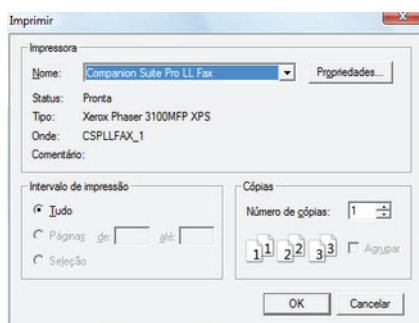 Imprimir
Impressora
Nome: Companion Suite Pro LL Fax Propriedades...
Status: Pronta
Tipo: Xerox Phaser 3100MFP XPS
Onde: CSPLLFAX_1
Comentário:
Intervalo de impressão
Tudo
Páginas de: até:
Seleção
Cópias
Número de cópias: 1
1 1 2 2 3 3 Agrupar
OK Cancelar